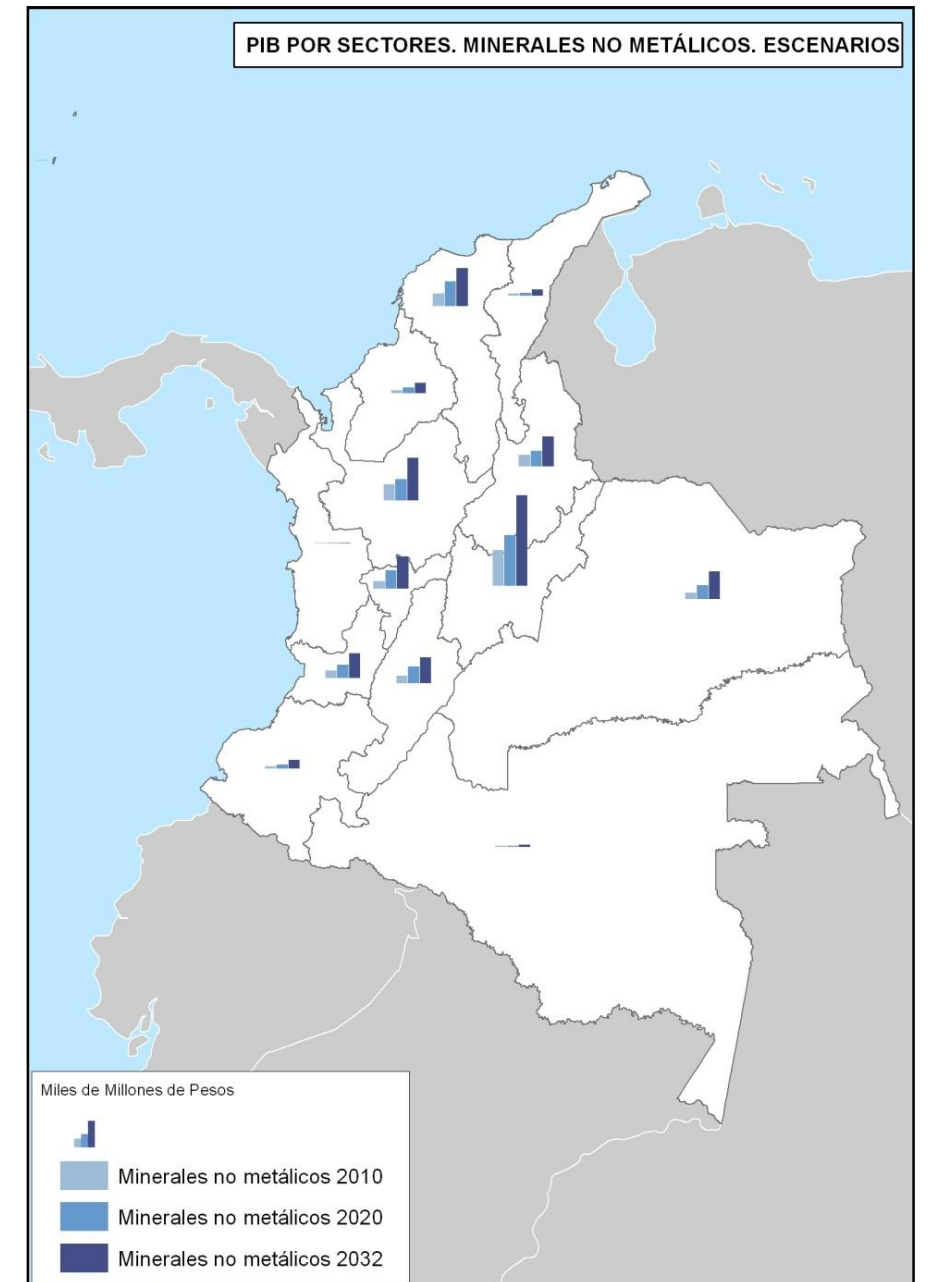 PIB POR SECTORES. MINERALES NO METÁLICOS. ESCENARIOS
Miles de Millones de Pesos
Minerales no metálicos 2010
Minerales no metálicos 2020
Minerales no metálicos 2032